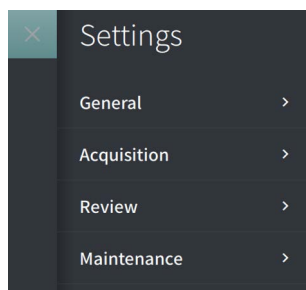 Settings
General
Acquisition
Review
Maintenance